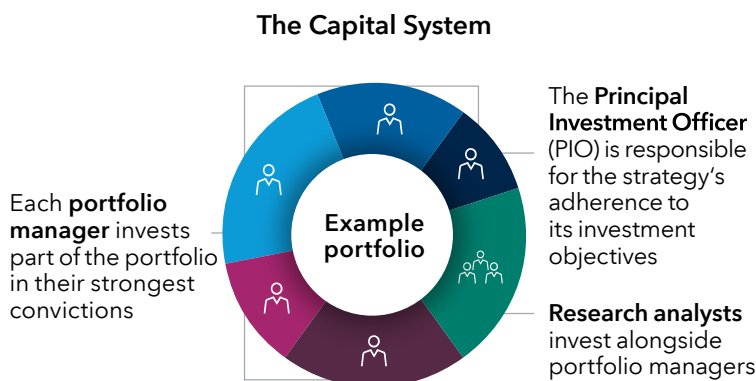 The Capital System
Each portfolio
manager invests
part of the portfolio
in their strongest
convictions
Example
portfolio
The Principal
Investment Officer
(PIO) is responsible
for the strategy’s
adherence to
its investment
objectives
Research analysts
invest alongside
portfolio managers